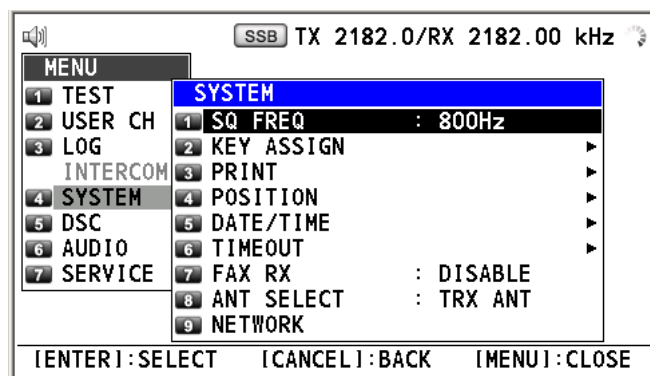 SSB TX 2182.0/RX 2182.00 kHz
MENU
1 TEST
2 USER CH
3 LOG
INTERCOM
4 SYSTEM
5 DSC
6 AUDIO
7 SERVICE
SYSTEM
1 SQ FREQ : 800Hz
2 KEY ASSIGN
3 PRINT
4 POSITION
5 DATE/TIME
6 TIMEOUT
7 FAX RX : DISABLE
8 ANT SELECT : TRX ANT
9 NETWORK
[ENTER]:SELECT [CANCEL]:BACK [MENU]:CLOSE